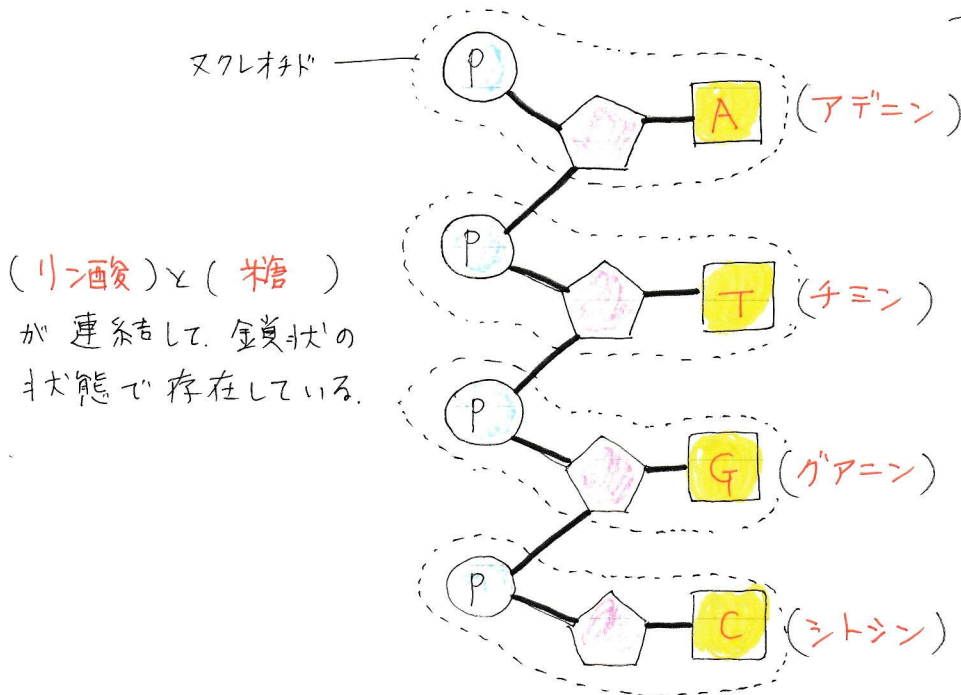 ヌクレオチド
P
A
(アデニン)
P
(リン酸)と(糖)
T
(チミン)
が連結して、鎖状の
状態で存在している.
P
G
(グアニン)
P
C
(シトシン)